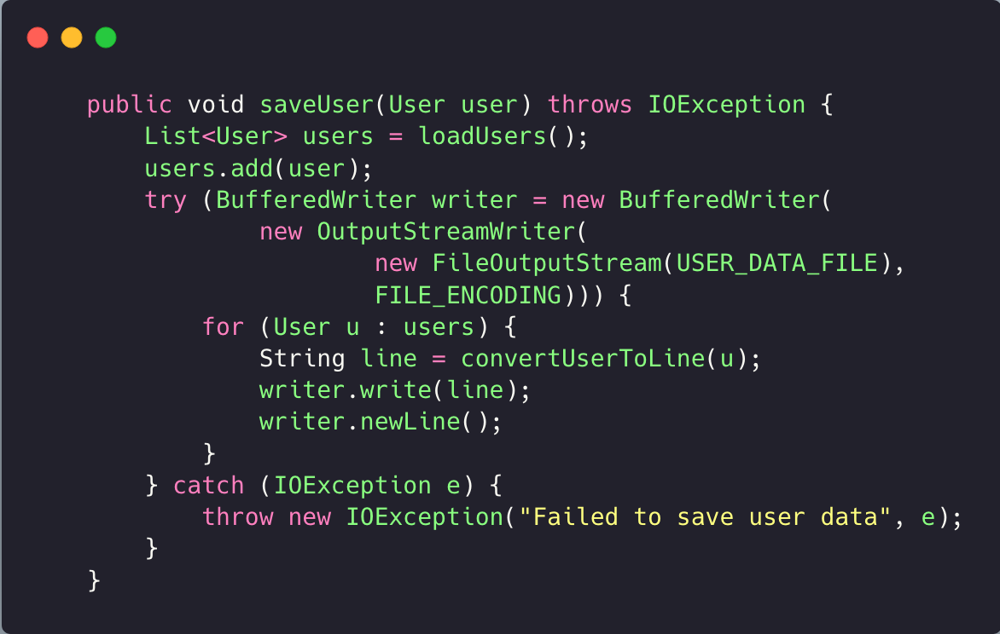 public void saveUser(User user) throws IOException {
    List<User> users = loadUsers();
    users.add(user);
    try (BufferedWriter writer = new BufferedWriter(
            new OutputStreamWriter(
                    new FileOutputStream(USER_DATA_FILE),
                    FILE_ENCODING))) {
        for (User u : users) {
            String line = convertUserToLine(u);
            writer.write(line);
            writer.newLine();
        }
    } catch (IOException e) {
        throw new IOException("Failed to save user data", e);
    }
}